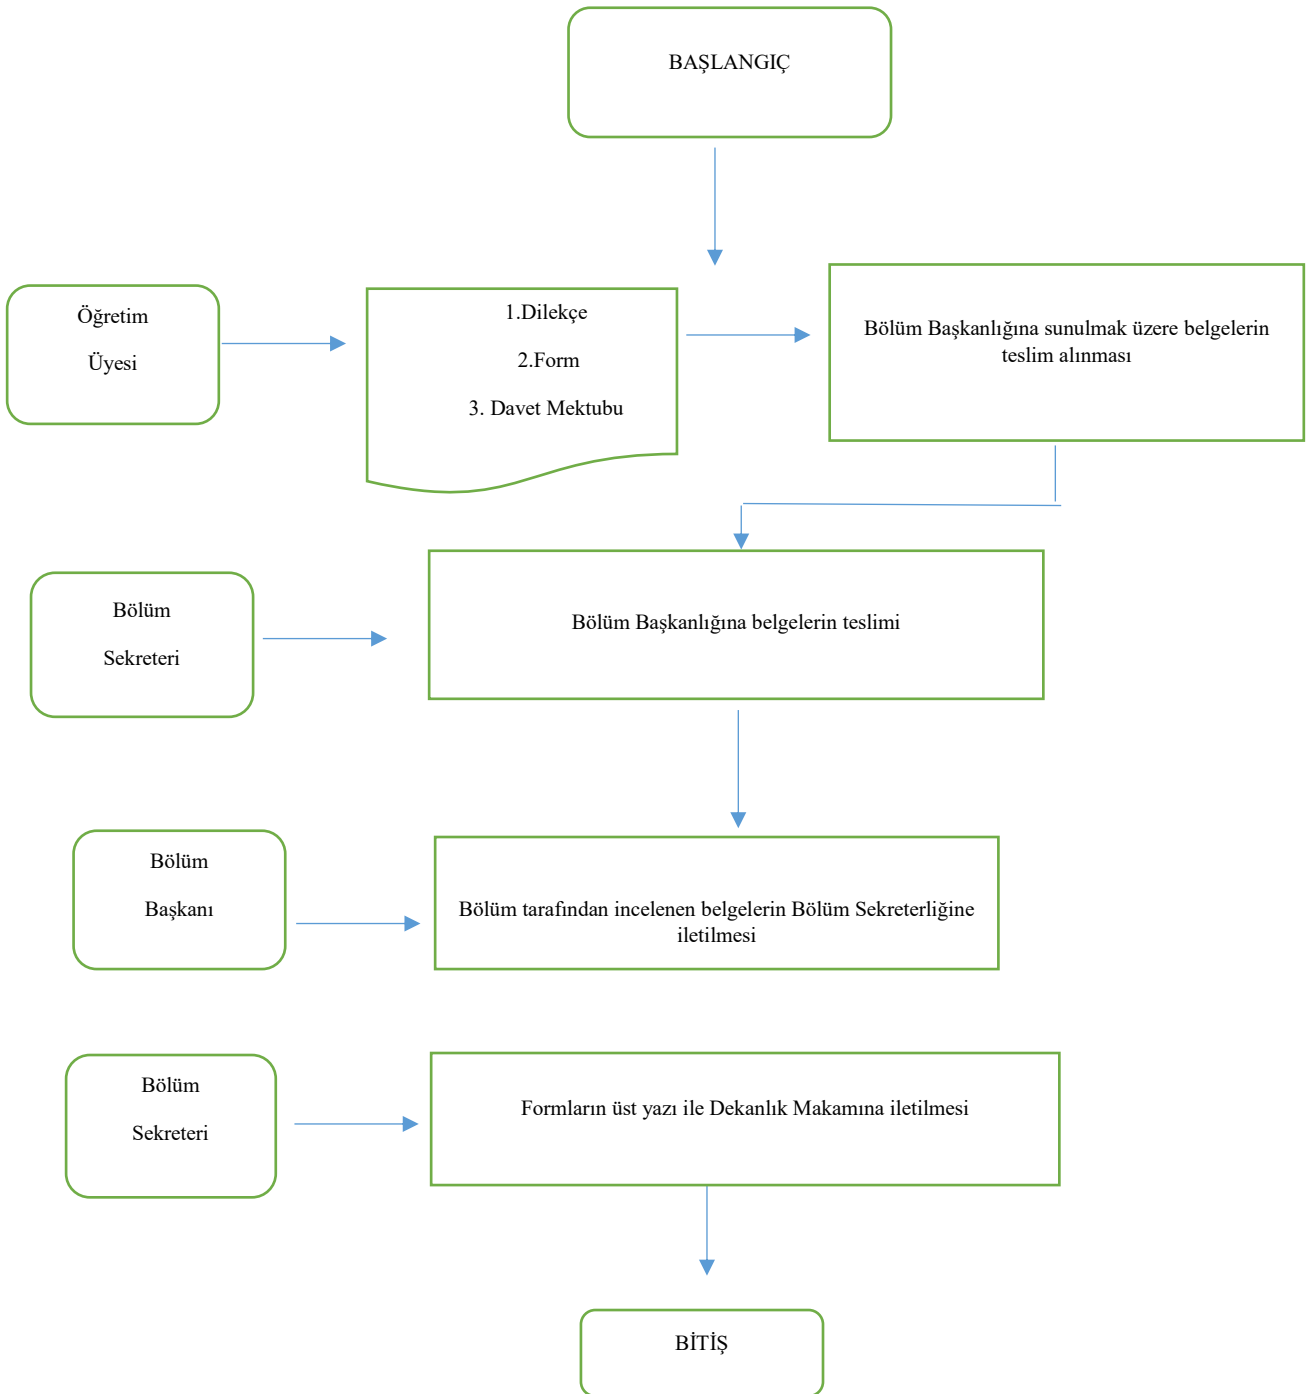 BAŞLANGIÇ
Öğretim
Üyesi
1.Dilekçe
2.Form
3. Davet Mektubu
Bölüm Başkanlığına sunulmak üzere belgelerin
teslim alınması
Bölüm
Sekreteri
Bölüm Başkanlığına belgelerin teslimi
Bölüm
Başkanı
Bölüm tarafından incelenen belgelerin Bölüm Sekreterliğine
iletilmesi
Bölüm
Sekreteri
Formların üst yazı ile Dekanlık Makamına iletilmesi
BİTİŞ